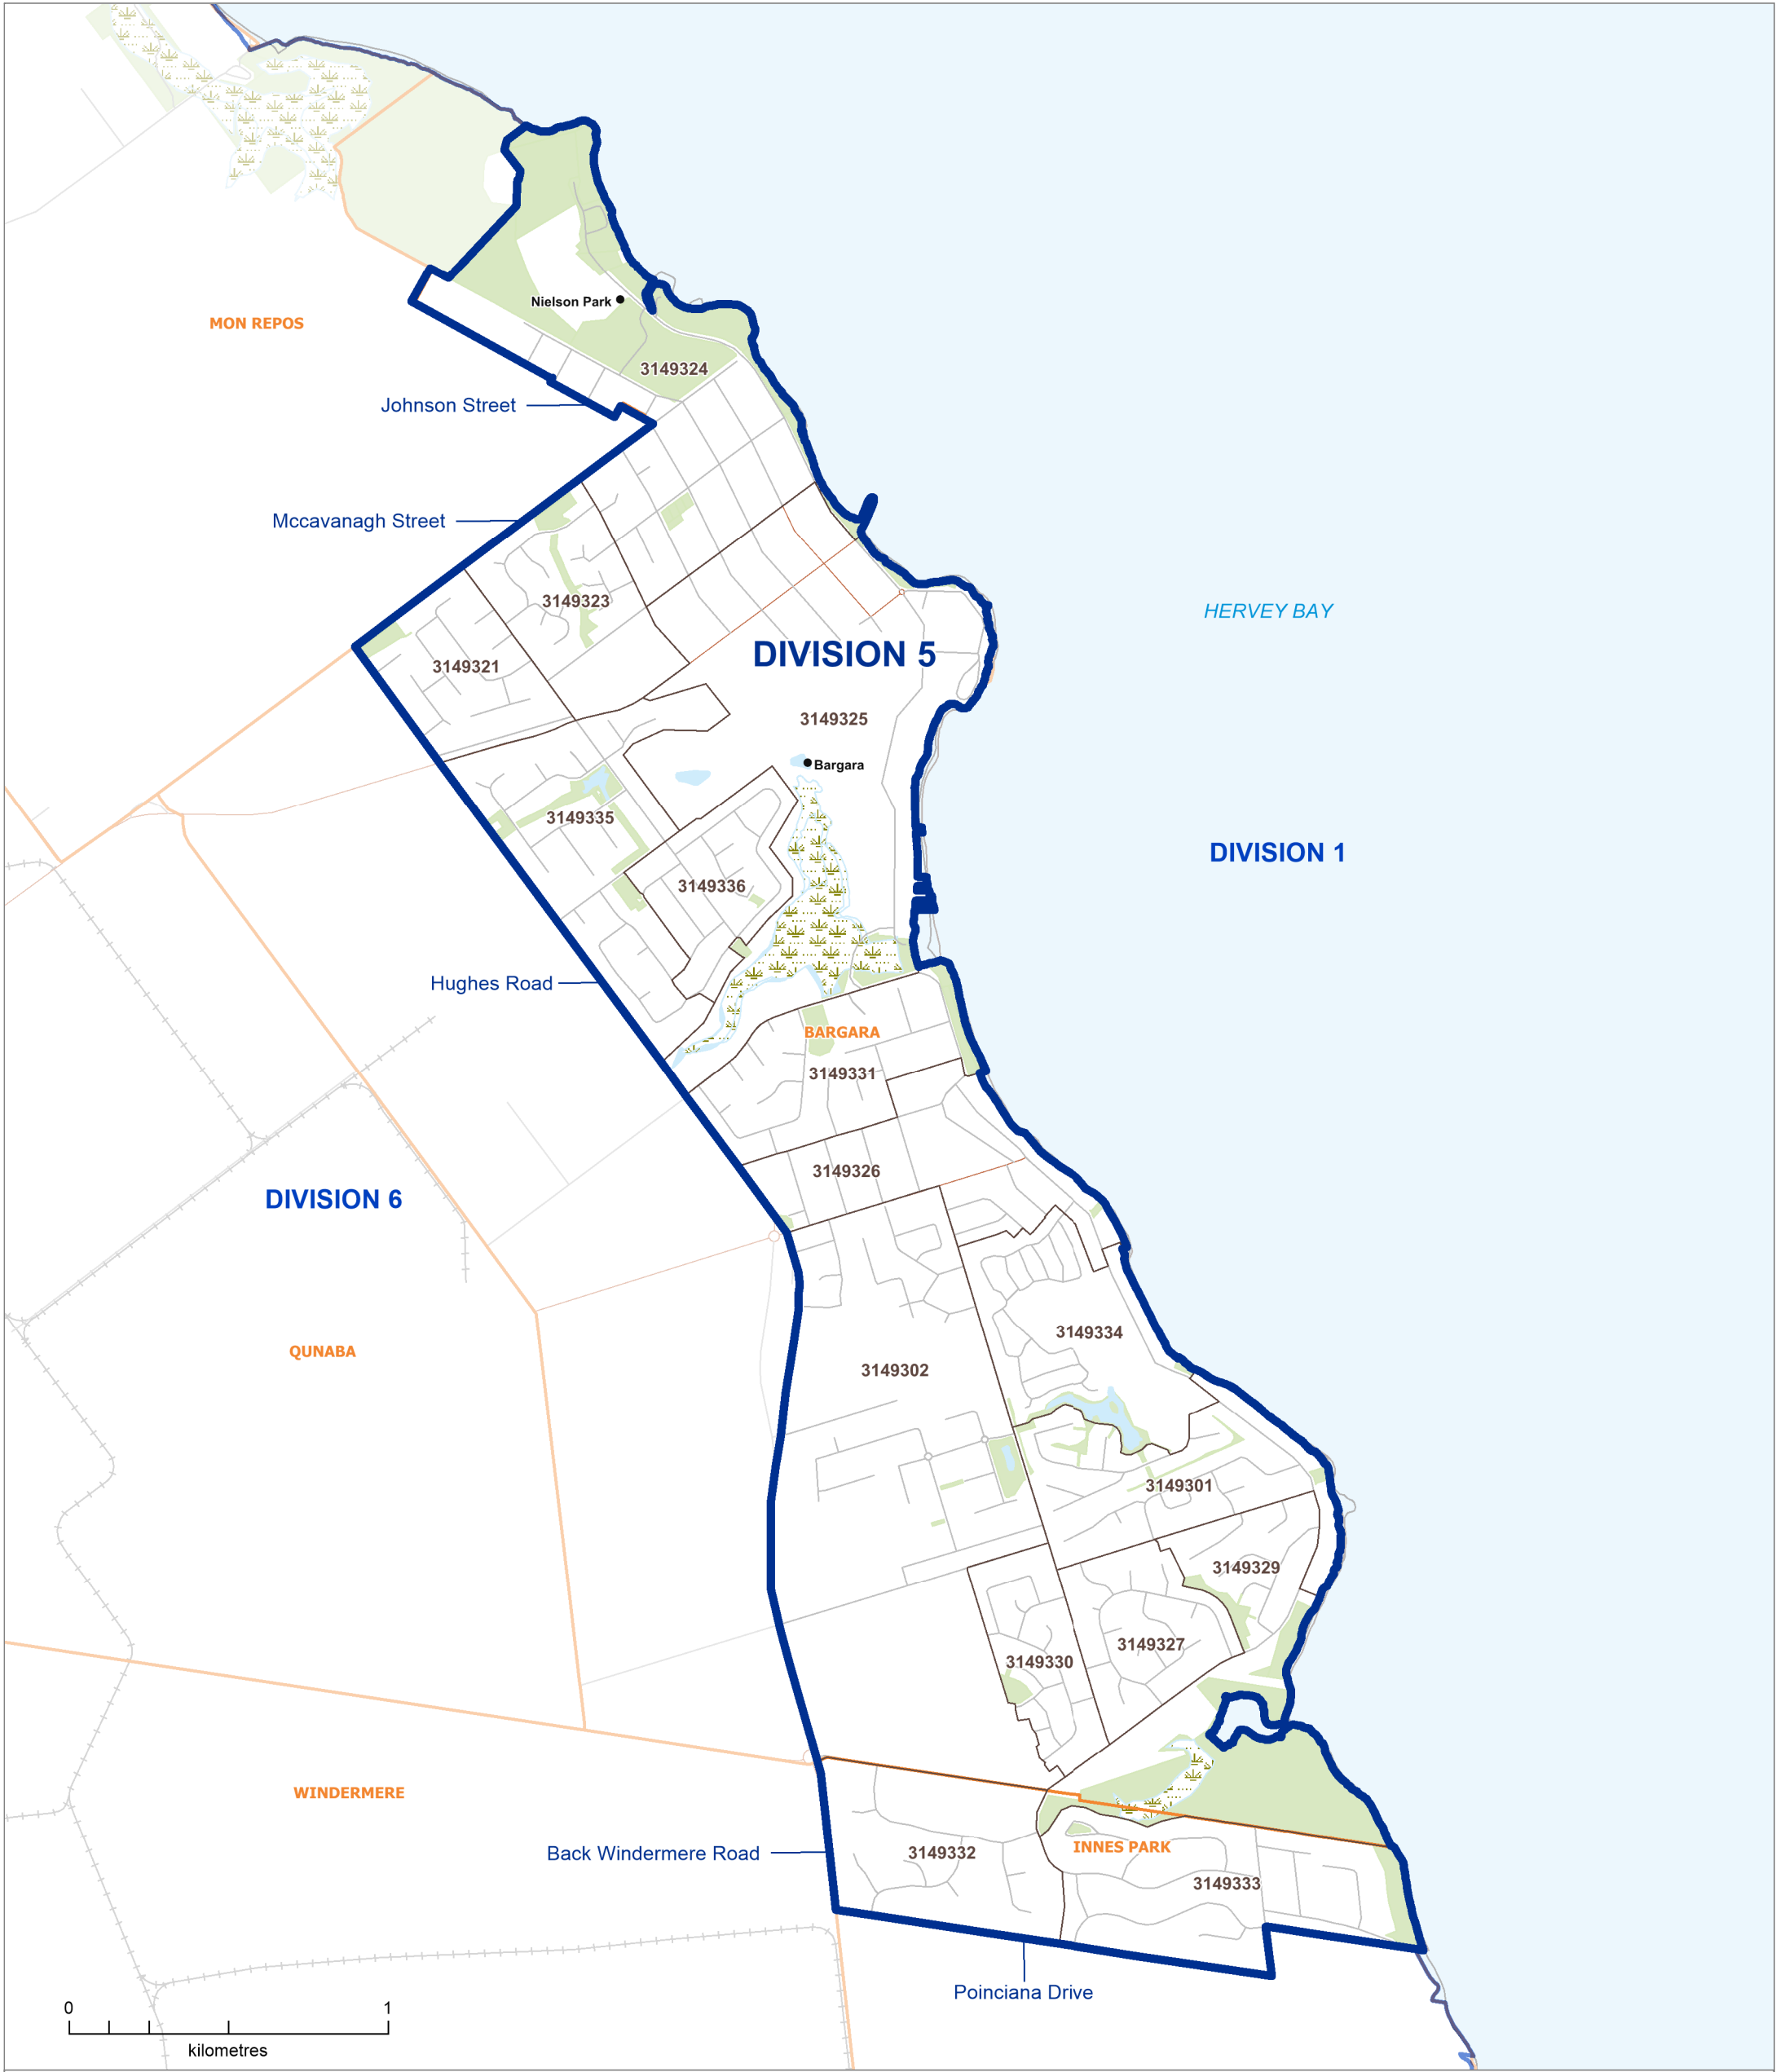 Nielson Park
MON REPOS
3149324
Johnson Street
Mccavanagh Street
3149323
HERVEY BAY
DIVISION 5
3149321
3149325
Bargara
3149335
DIVISION 1
3149336
Hughes Road
BARGARA
3149331
3149326
DIVISION 6
3149334
QUNABA
3149302
3149301
3149329
3149327
3149330
WINDERMERE
INNES PARK
Back Windermere Road
3149332
3149333
Poinciana Drive
0 1
kilometres